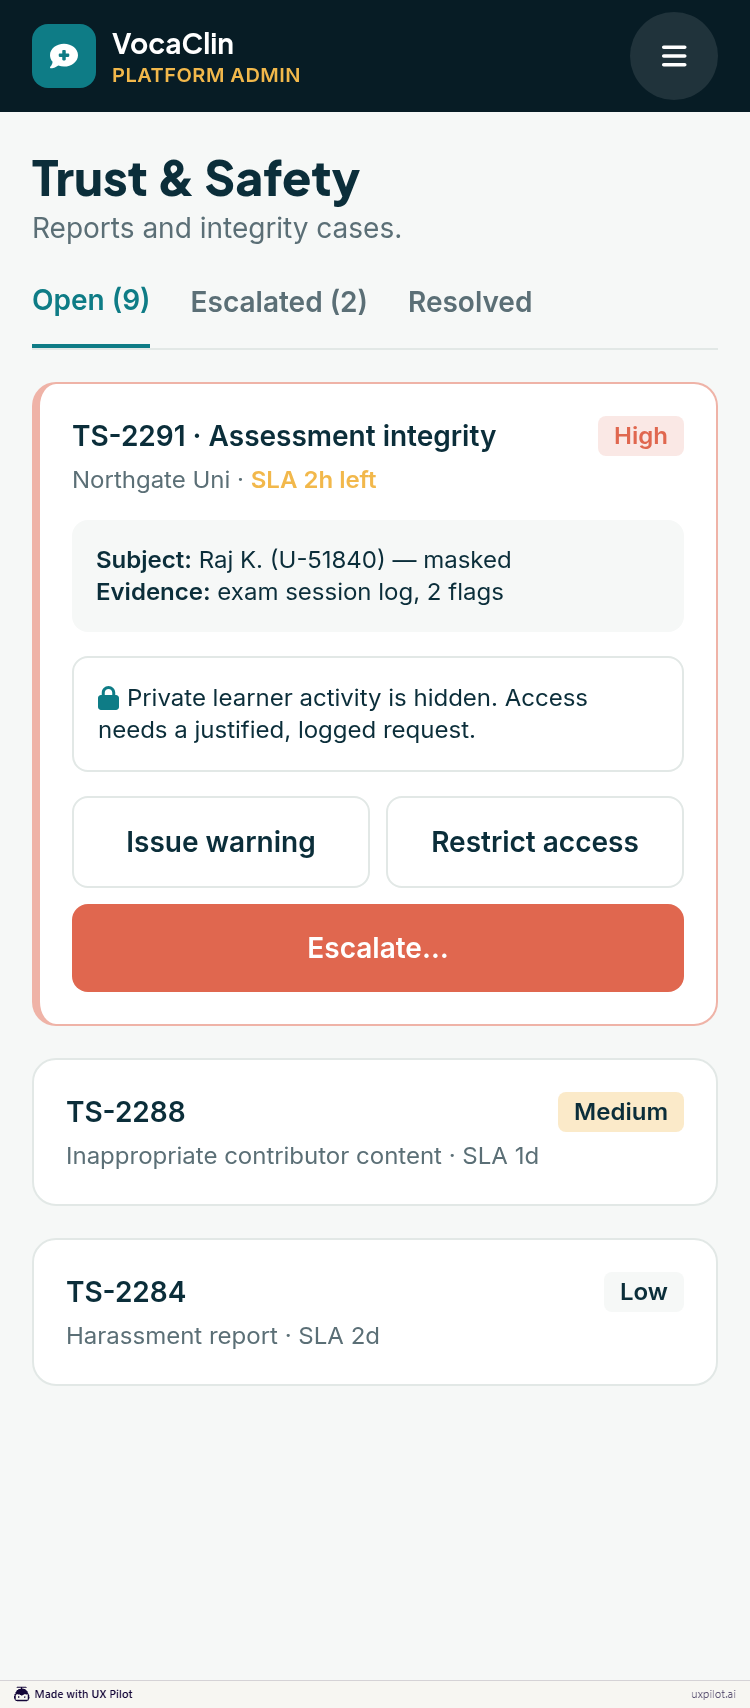 VocaClin
PLATFORM ADMIN
Trust & Safety
Reports and integrity cases.
Open (9)
Escalated (2)
Resolved
TS-2291 · Assessment integrity
High
Northgate Uni · SLA 2h left
Subject: Raj K. (U-51840) — masked
Evidence: exam session log, 2 flags
Private learner activity is hidden. Access
needs a justified, logged request.
Issue warning
Restrict access
Escalate...
TS-2288
Medium
Inappropriate contributor content · SLA 1d
TS-2284
Low
Harassment report · SLA 2d
Made with UX Pilot
uxpilot.ai